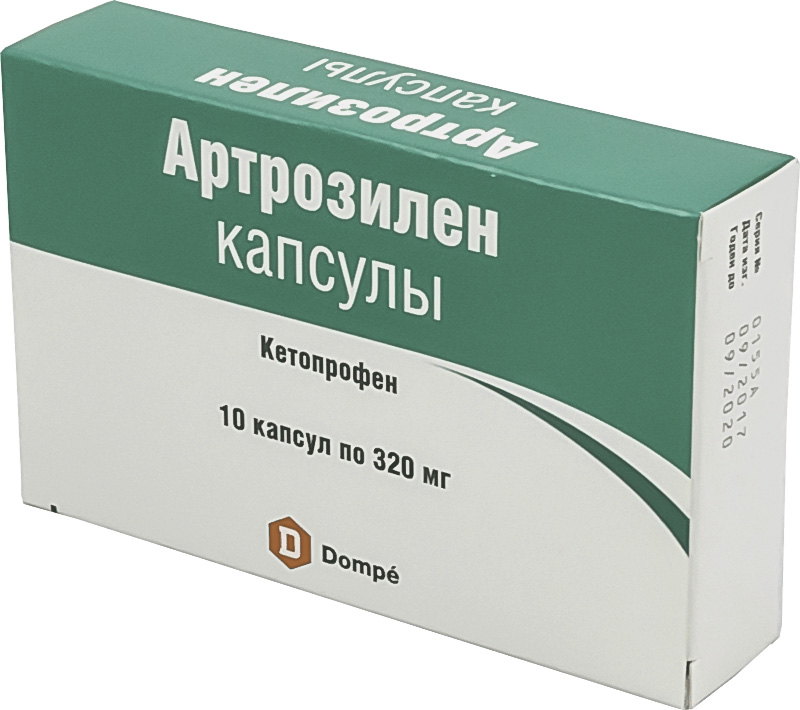 Артрозилен
капсулы
Артрозилен
капсулы
Кетопрофен
10 капсул по 320 мг
D Dompé
Серия №
Дата изг.
Годен до
0155A
09/2017
09/2020